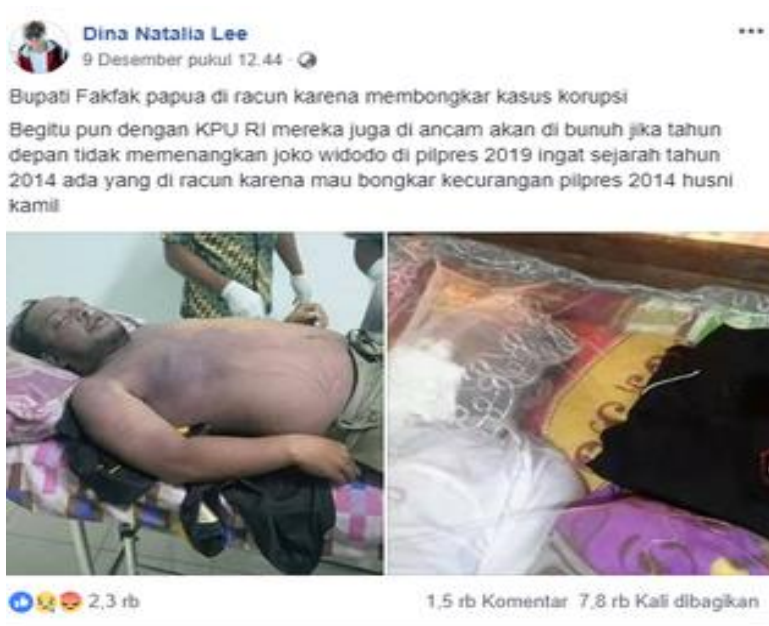 Dina Natalia Lee
9 Desember pukul 12.44 ·
Bupati Fakfak papua di racun karena membongkar kasus korupsi
Begitu pun dengan KPU RI mereka juga di ancam akan di bunuh jika tahun
depan tidak memenangkan joko widodo di pilpres 2019 ingat sejarah tahun
2014 ada yang di racun karena mau bongkar kecurangan pilpres 2014 husni
kamil
2,3 rb
1,5 rb Komentar 7,8 rb Kali dibagikan